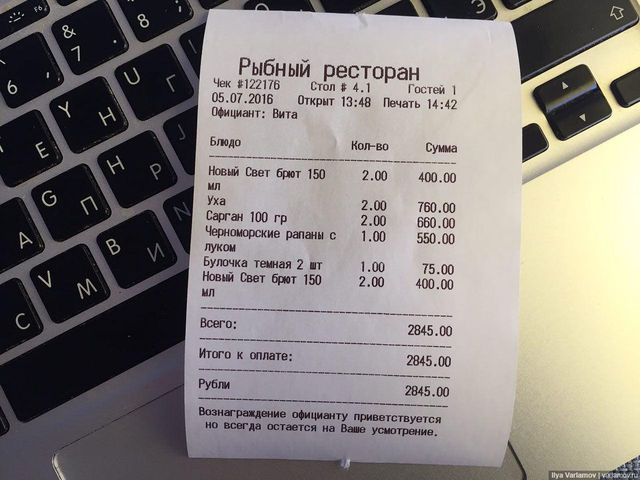 Рыбный ресторан
Чек #122176 Стол # 4.1 Гостей 1
05.07.2016 Открыт 13:48 Печать 14:42
Официант: Вита
Блюдо Кол-во Сумма
Новый Свет брют 150 2.00 400.00
мл
Уха 2.00 760.00
Сарган 100 гр 2.00 660.00
Черноморские рапаны с 1.00 550.00
луком
Булочка темная 2 шт 1.00 75.00
Новый Свет брют 150 2.00 400.00
мл
Всего: 2845.00
Итого к оплате: 2845.00
Рубли 2845.00
Вознаграждение официанту приветствуется
но всегда остается на Ваше усмотрение.
& 7 8
6 , 7 .
Y Н U Г
E У
H Р J
G П
A Ф
V М B И N
C С
Э
Ilya Varlamov | varlamov.ru